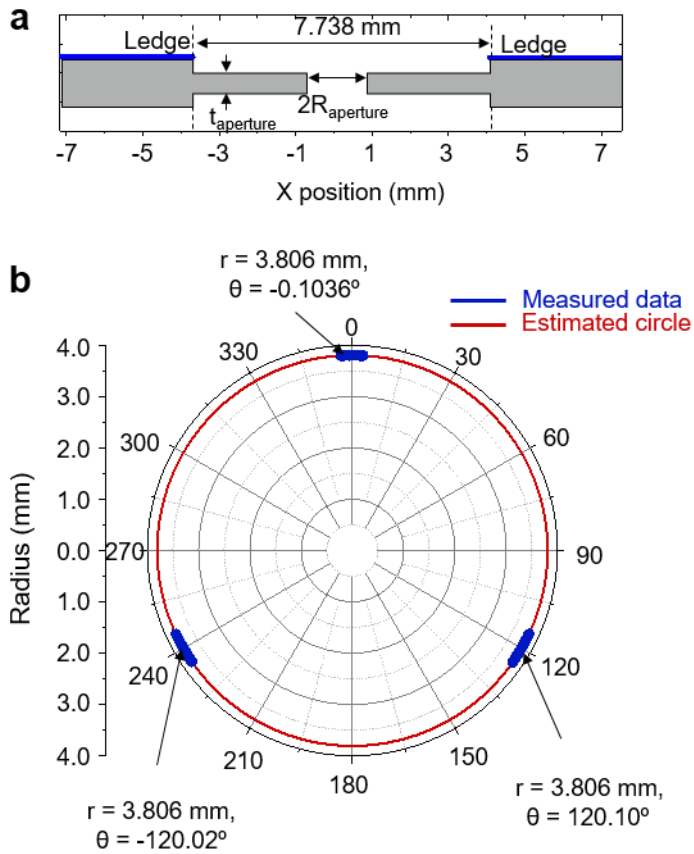 a
7.738 mm
Ledge
Ledge
t_aperture
2R_aperture
-7 -5 -3 -1 1 3 5 7
X position (mm)
b
r = 3.806 mm,
θ = -0.1036º
Measured data
Estimated circle
0
30
60
90
120
150
180
210
240
270
300
330
Radius (mm)
4.0
3.0
2.0
1.0
0.0
1.0
2.0
3.0
4.0
r = 3.806 mm,
θ = -120.02º
r = 3.806 mm,
θ = 120.10º